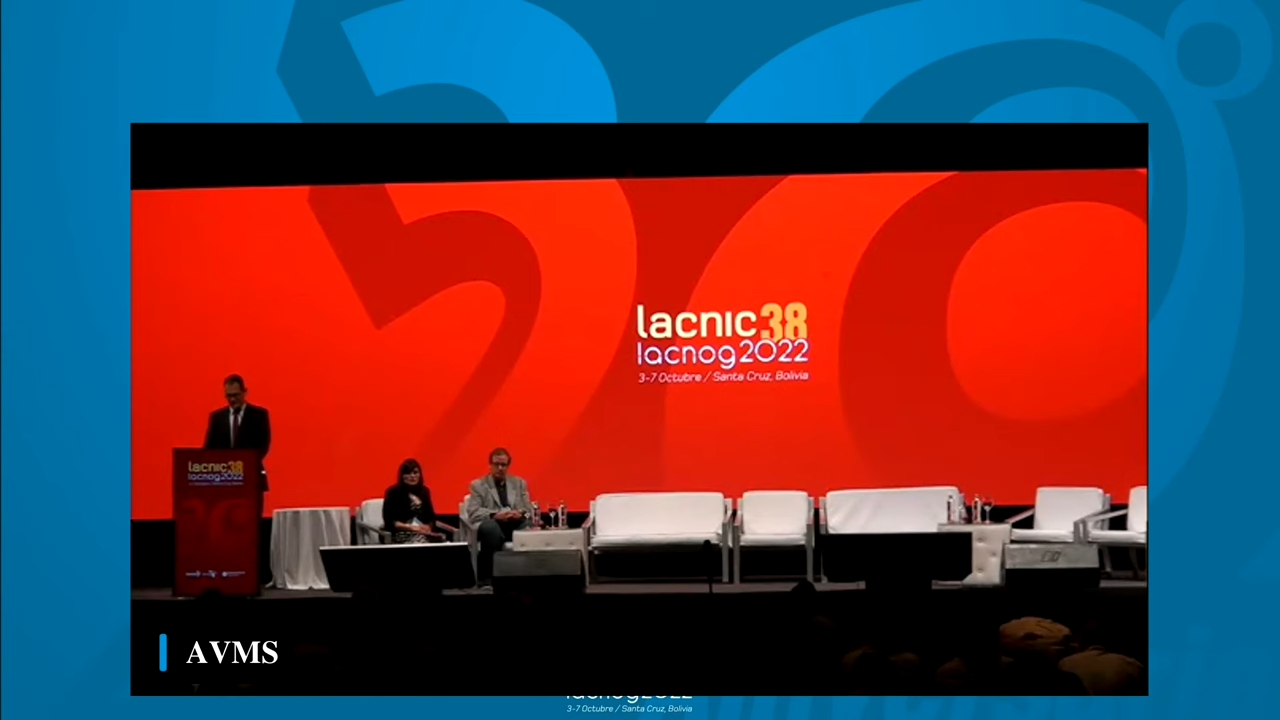 lacnic38
lacnog2022
3-7 Octubre / Santa Cruz, Bolivia
lacnic38
lacnog2022
AVMS
lacnog2022
3-7 Octubre / Santa Cruz, Bolivia